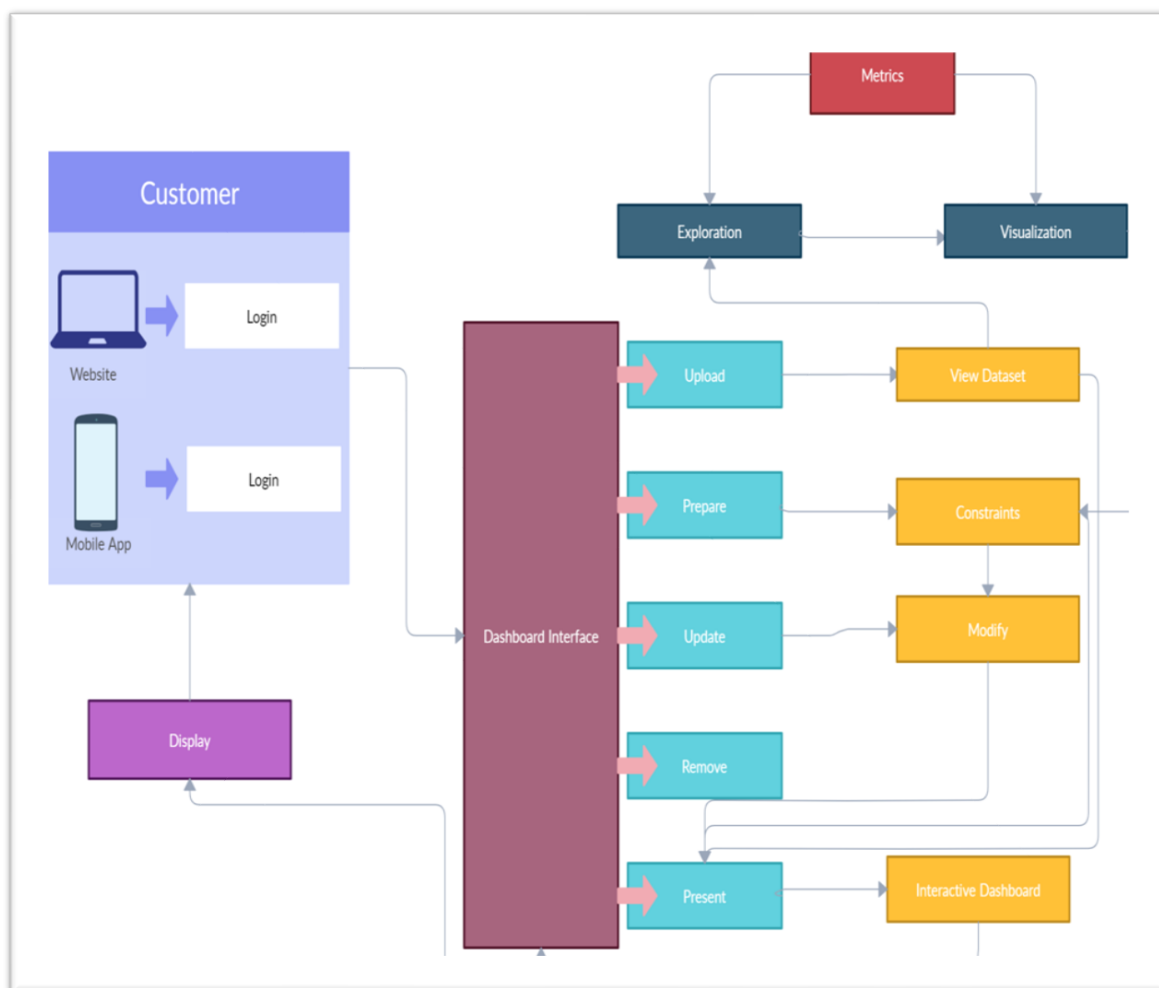 Metrics
Customer
Exploration
Visualization
Login
Website
Upload
View Dataset
Login
Mobile App
Prepare
Constraints
Dashboard Interface
Update
Modify
Display
Remove
Present
Interactive Dashboard